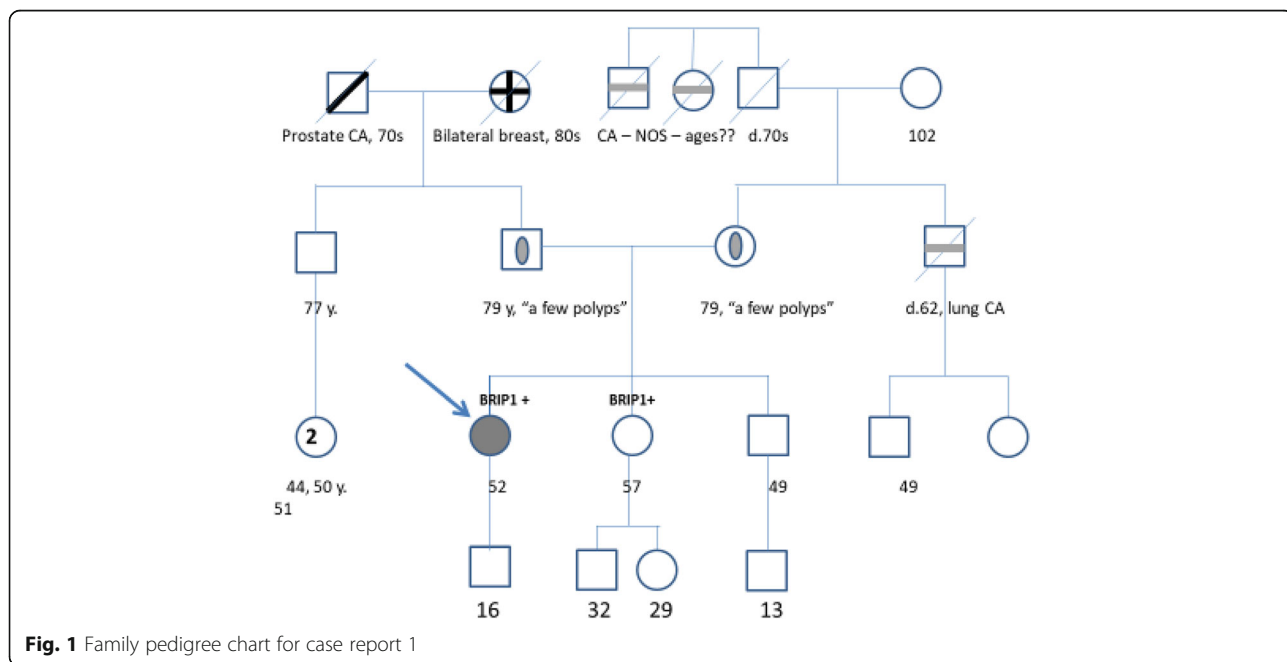 Prostate CA, 70s Bilateral breast, 80s CA – NOS – ages?? d.70s 102
77 y. 79 y, “a few polyps” 79, “a few polyps” d.62, lung CA
BRIP1 + BRIP1+
2
44, 50 y. 52 57 49 49
51
16 32 29 13
Fig. 1 Family pedigree chart for case report 1